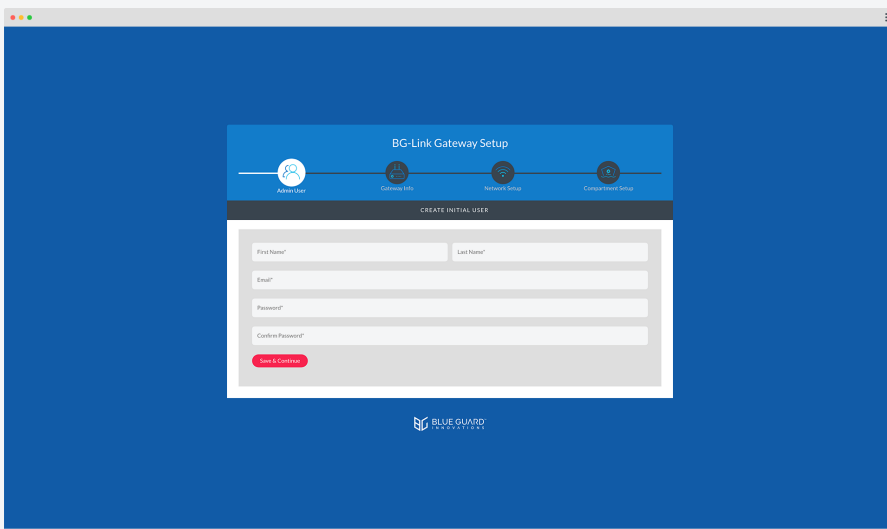 BG-Link Gateway Setup
Admin User
Gateway Info
Network Setup
Compartment Setup
CREATE INITIAL USER
First Name*
Last Name*
Email*
Password*
Confirm Password*
Save & Continue
BLUE GUARD
INNOVATIONS